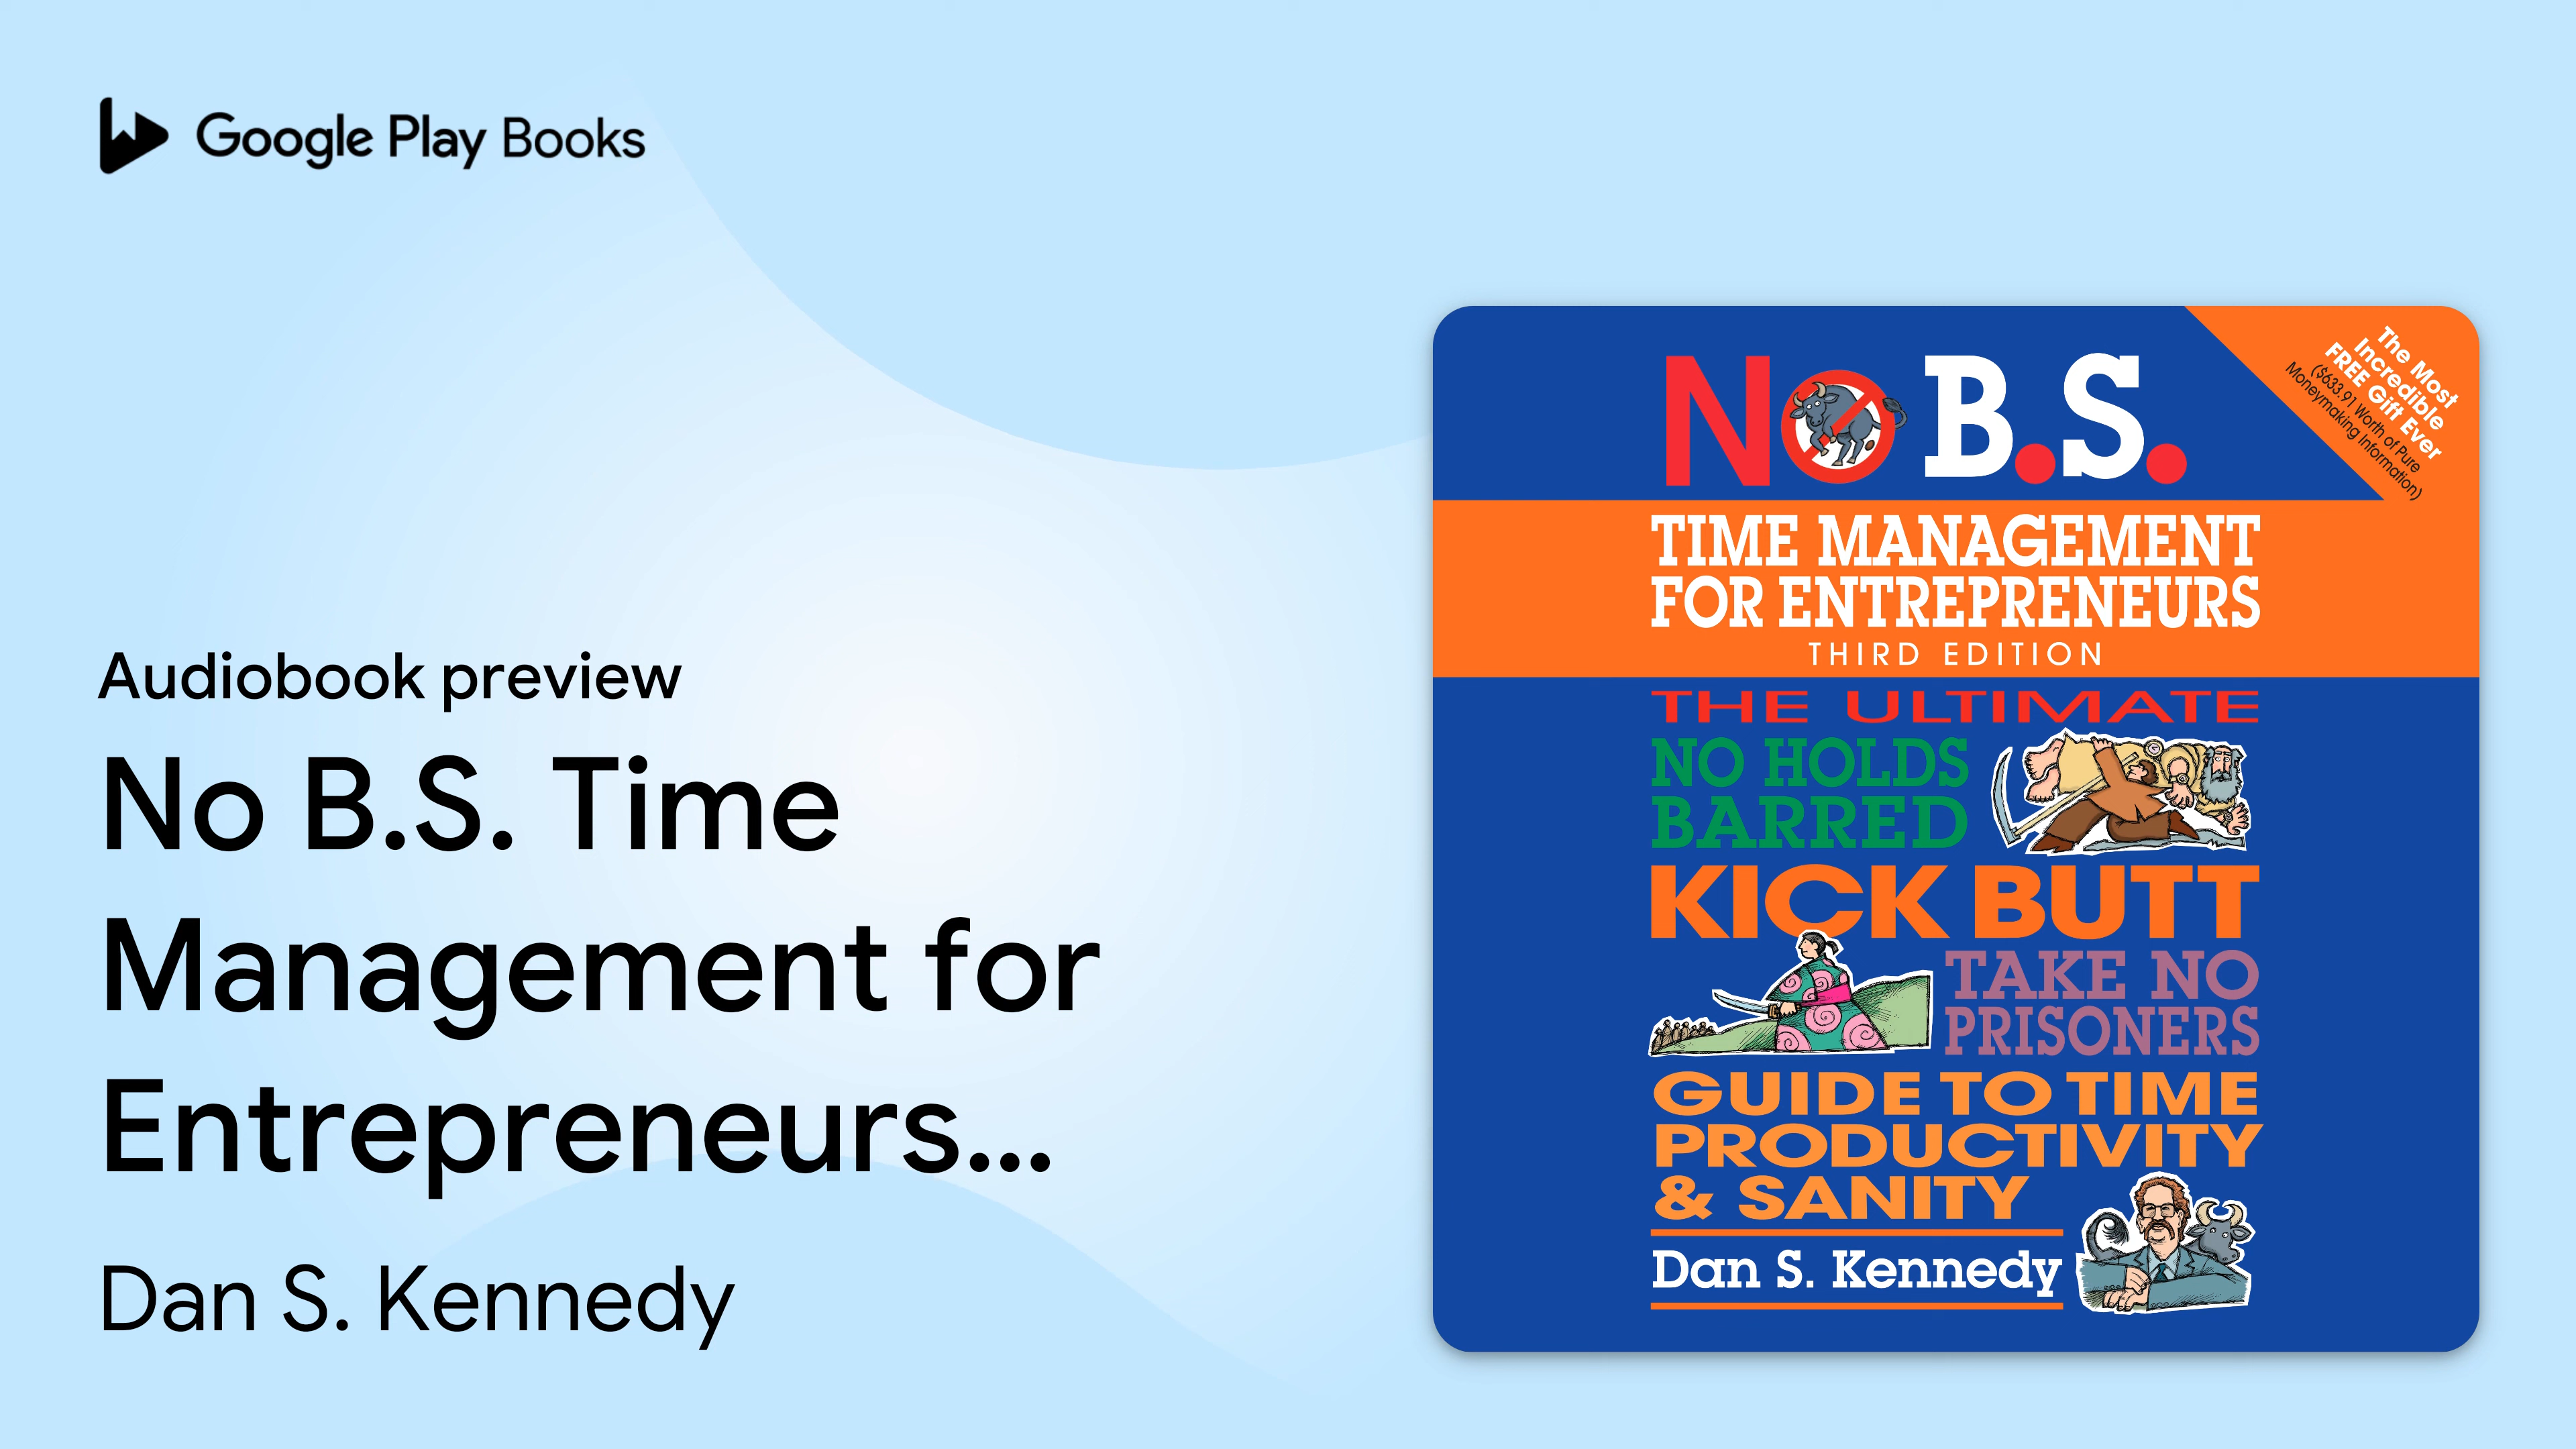 Google Play Books
Audiobook preview
No B.S. Time
Management for
Entrepreneurs...
Dan S. Kennedy
The Most
Incredible
FREE Gift Ever
($633.91 Worth of Pure
Moneymaking Information)
NO B.S.
TIME MANAGEMENT
FOR ENTREPRENEURS
THIRD EDITION
THE ULTIMATE
NO HOLDS
BARRED
KICK BUTT
TAKE NO
PRISONERS
GUIDE TO TIME
PRODUCTIVITY
& SANITY
Dan S. Kennedy